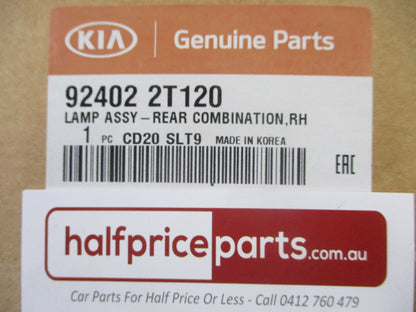 KIA Genuine Parts
92402 2T120
LAMP ASSY-REAR COMBINATION,RH
1 PC CD20 SLT9 MADE IN KOREA
EAC
halfpriceparts.com.au
Car Parts For Half Price Or Less - Call 0412 760 479